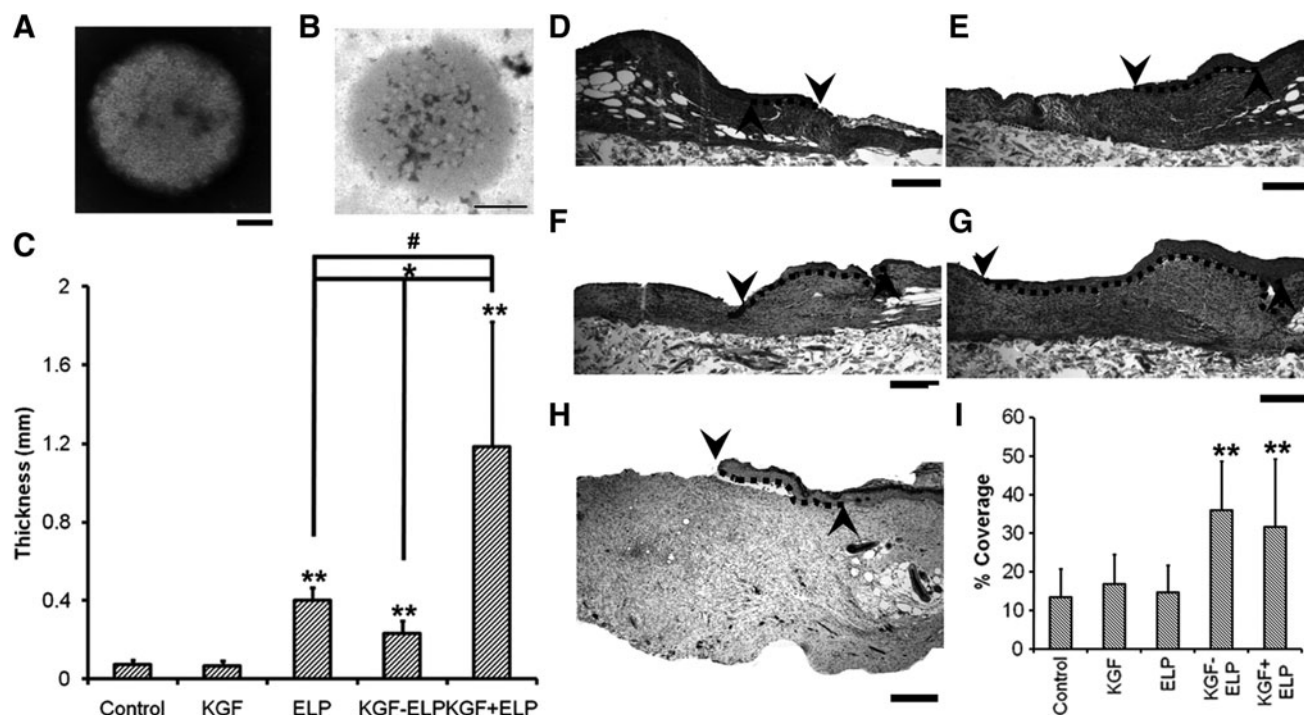 A
B
C
#
*
2
**
1.6
1.2
Thickness (mm)
0.8
**
0.4
**
0
Control
KGF
ELP
KGF-ELP
KGF+ELP
D
E
F
G
H
I
60
50
**
**
40
% Coverage
30
20
10
0
Control
KGF
ELP
KGF-
ELP
KGF+
ELP